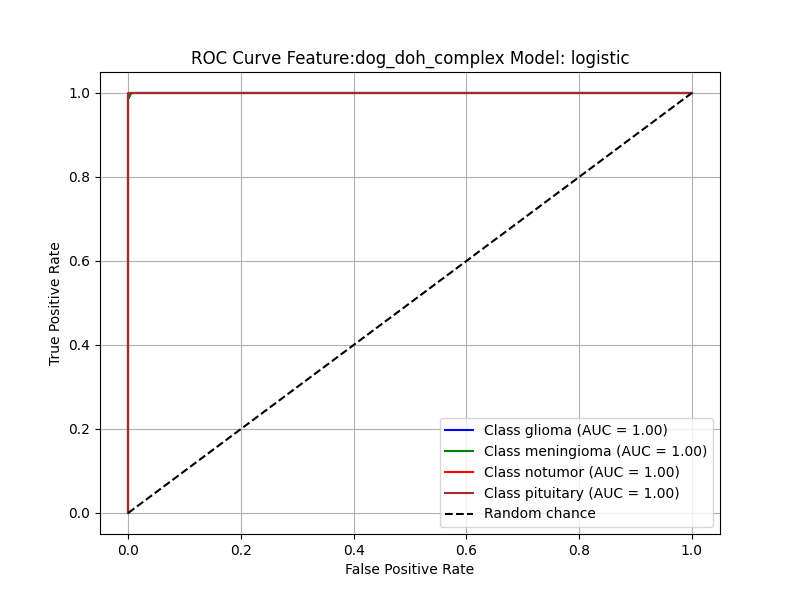 ROC Curve Feature:dog_doh_complex Model: logistic
True Positive Rate
1.0
0.8
0.6
0.4
0.2
0.0
Class glioma (AUC = 1.00)
Class meningioma (AUC = 1.00)
Class notumor (AUC = 1.00)
Class pituitary (AUC = 1.00)
Random chance
0.0 0.2 0.4 0.6 0.8 1.0
False Positive Rate